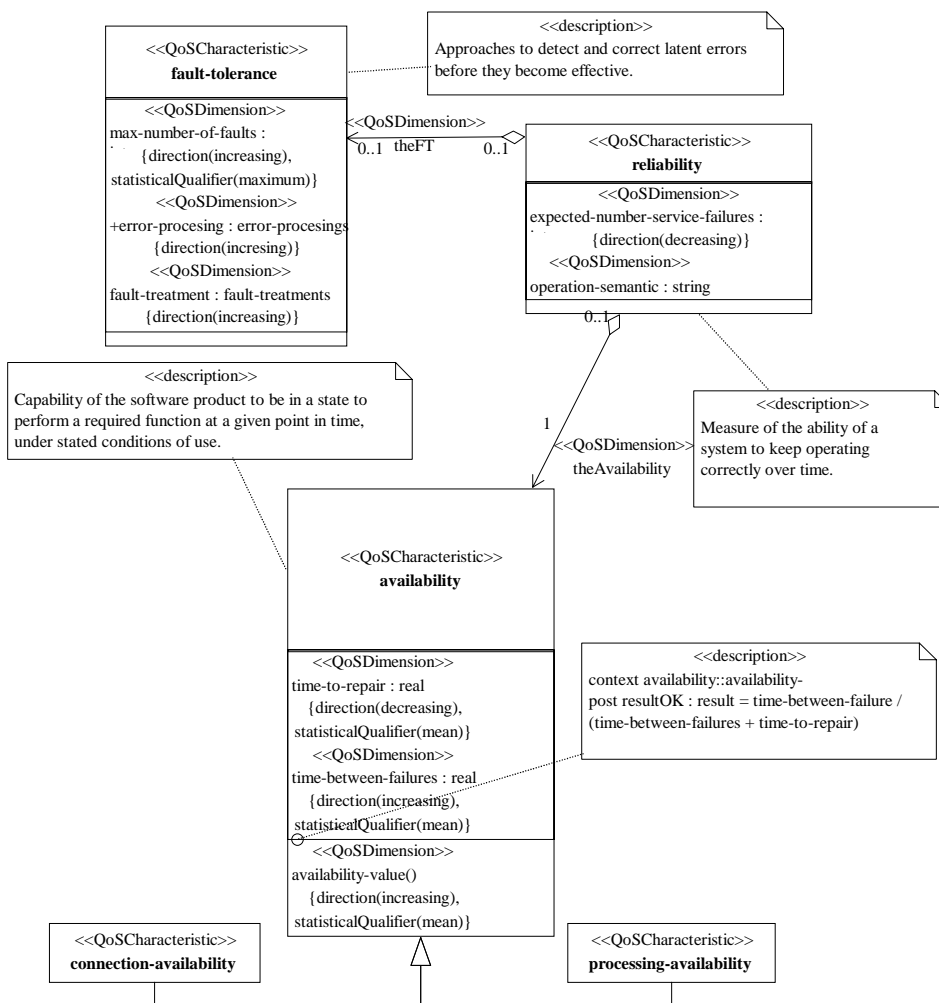 <<description>>
Approaches to detect and correct latent errors
before they become effective.
<<QoSCharacteristic>>
fault-tolerance
<<QoSDimension>>
max-number-of-faults :
{direction(increasing),
statisticalQualifier(maximum)}
<<QoSDimension>>
+error-procesing : error-procesings
{direction(incresing)}
<<QoSDimension>>
fault-treatment : fault-treatments
{direction(increasing)}
<<QoSDimension>>
0..1
theFT
0..1
<<QoSCharacteristic>>
reliability
<<QoSDimension>>
expected-number-service-failures :
{direction(decreasing)}
<<QoSDimension>>
operation-semantic : string
0..1
<<description>>
Capability of the software product to be in a state to
perform a required function at a given point in time,
under stated conditions of use.
1
<<QoSDimension>>
theAvailability
<<description>>
Measure of the ability of a
system to keep operating
correctly over time.
<<QoSCharacteristic>>
availability
<<QoSDimension>>
time-to-repair : real
{direction(decreasing),
statisticalQualifier(mean)}
<<QoSDimension>>
time-between-failures : real
{direction(increasing),
statisticalQualifier(mean)}
<<QoSDimension>>
availability-value()
{direction(increasing),
statisticalQualifier(mean)}
<<description>>
context availability::availability-
post resultOK : result = time-between-failure /
(time-between-failures + time-to-repair)
<<QoSCharacteristic>>
connection-availability
<<QoSCharacteristic>>
processing-availability